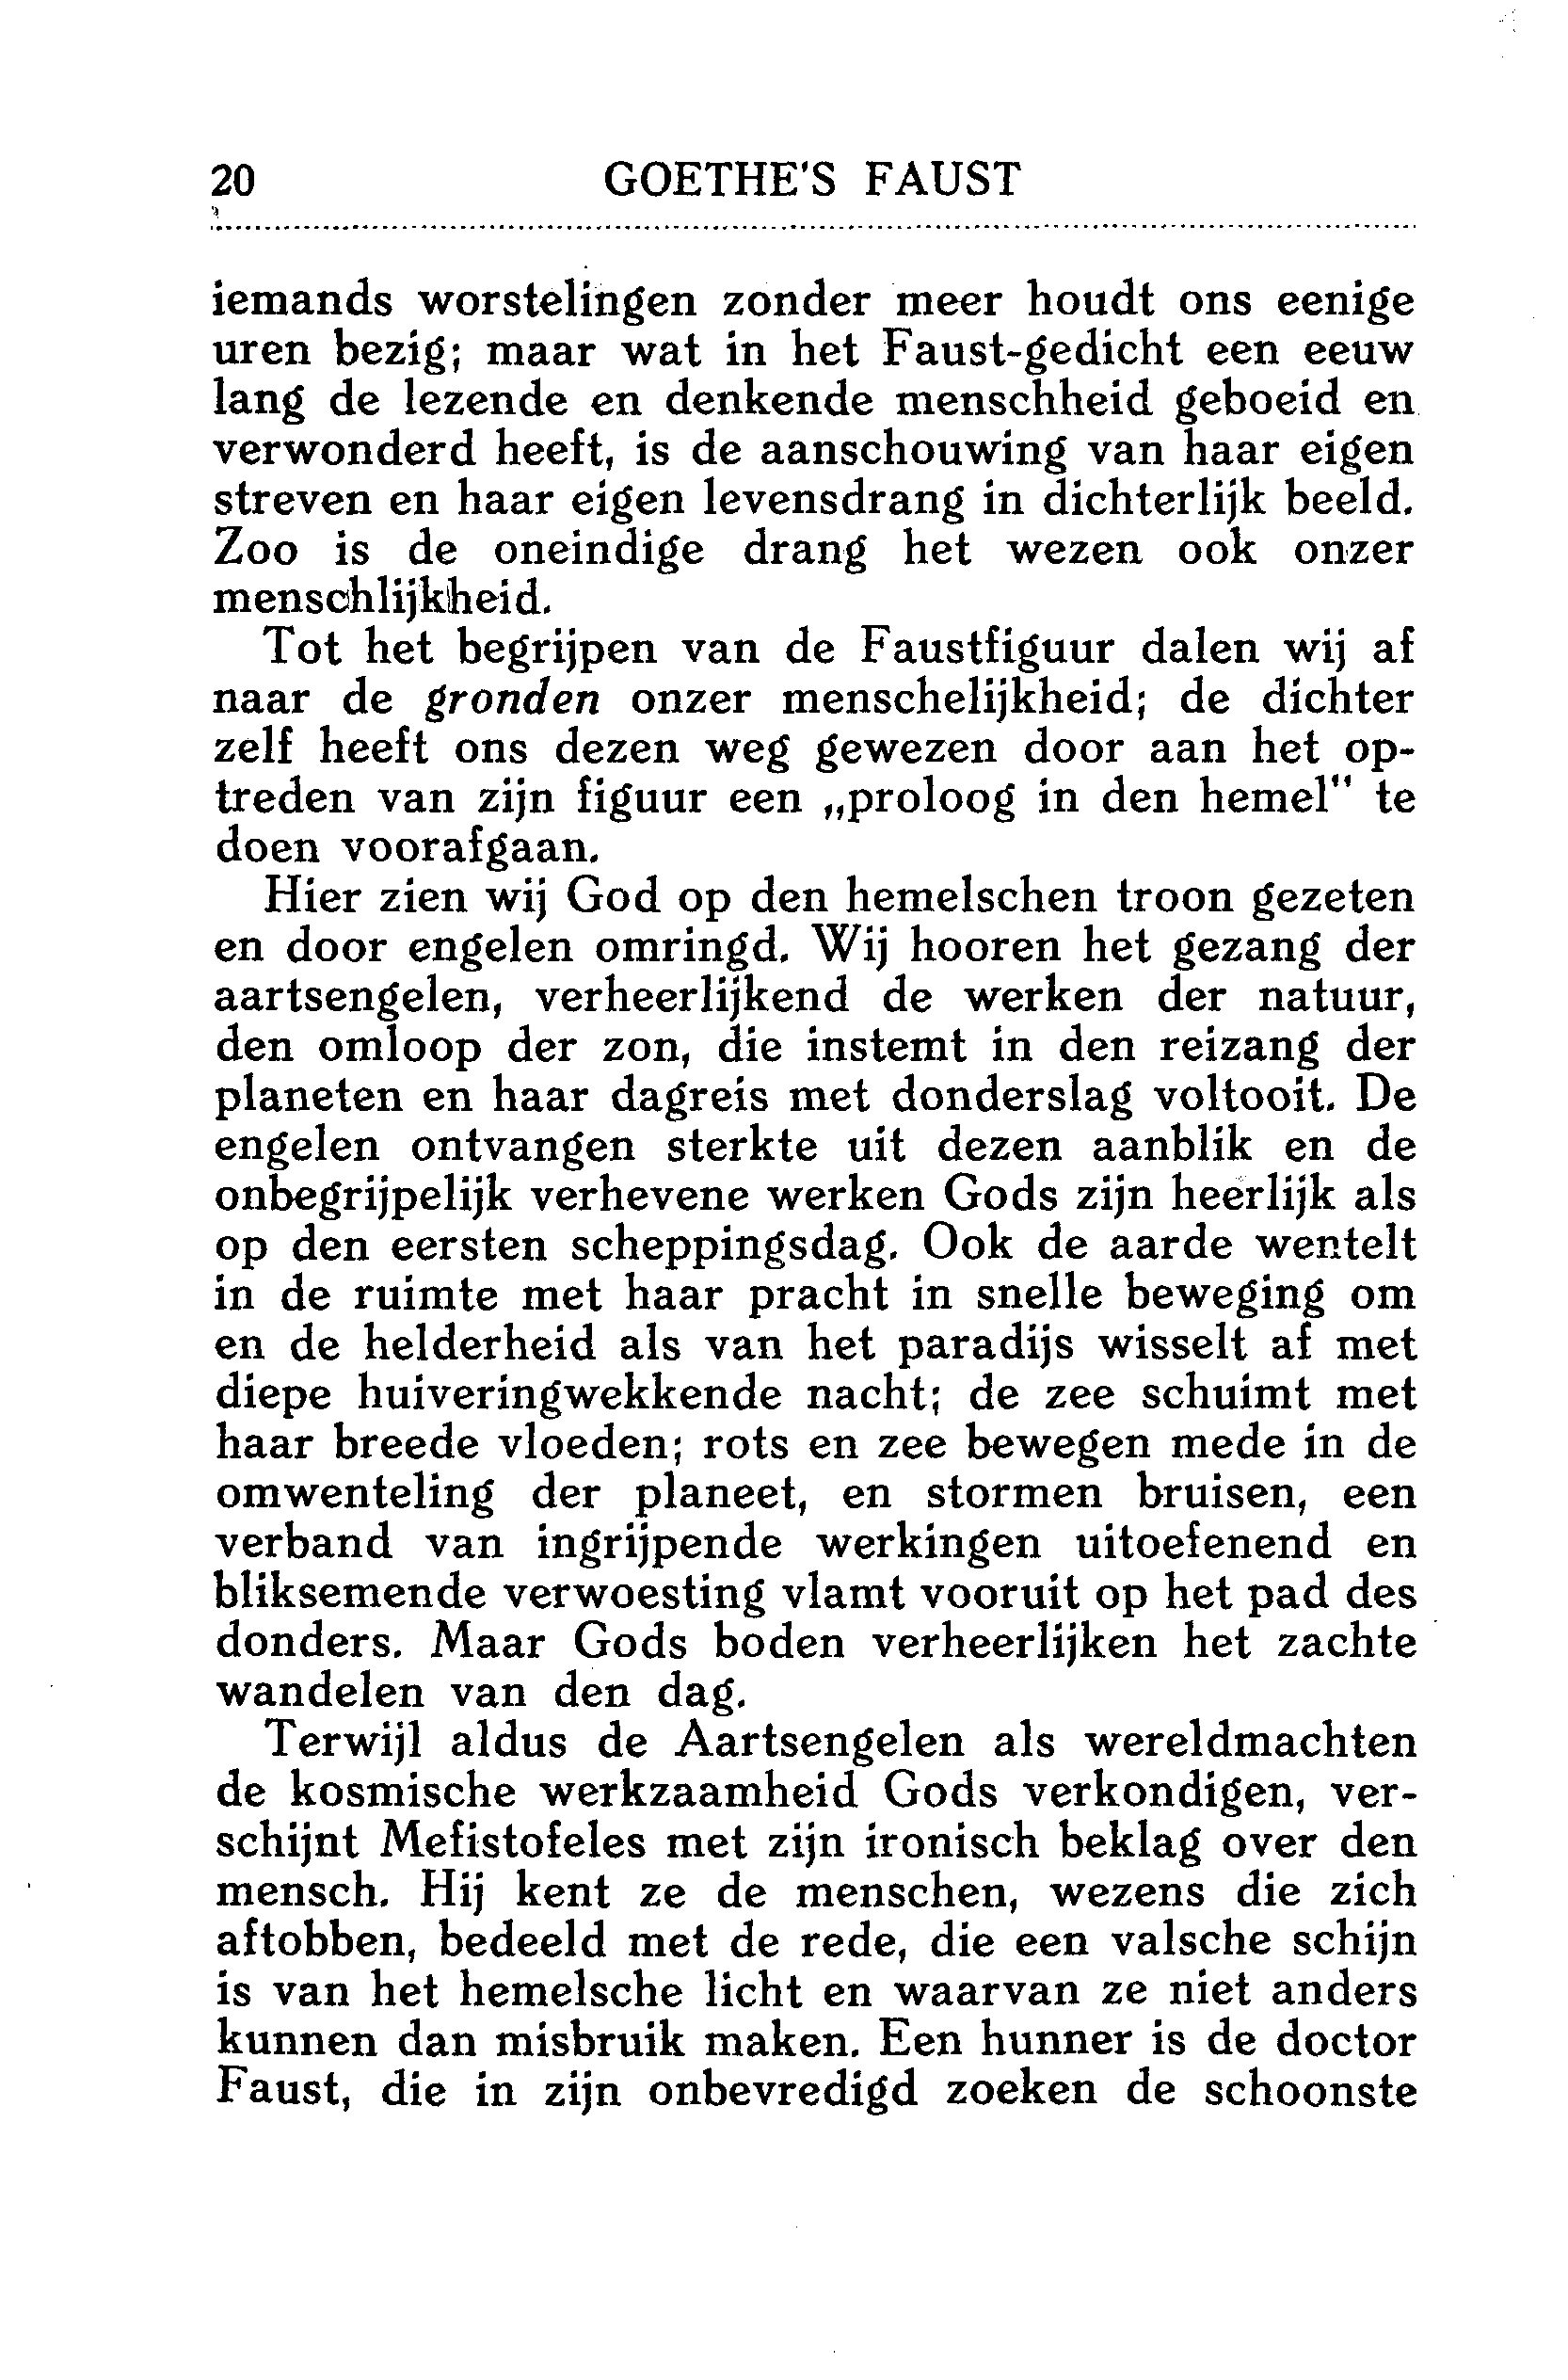 20 GOETHE'S FAUST
iemands worstelingen zonder meer houdt ons eenige
uren bezig; maar wat in het Faust-gedicht een eeuw
lang de lezende en denkende menschheid geboeid en
verwonderd heeft, is de aanschouwing van haar eigen
streven en haar eigen levensdrang in dichterlijk beeld.
Zoo is de oneindige drang het wezen ook onzer
menschlijkheid.
Tot het begrijpen van de Faustfiguur dalen wij af
naar de gronden onzer menschelijkheid; de dichter
zelf heeft ons dezen weg gewezen door aan het op-
treden van zijn figuur een „proloog in den hemel" te
doen voorafgaan.
Hier zien wij God op den hemelschen troon gezeten
en door engelen omringd. Wij hooren het gezang der
aartsengelen, verheerlijkend de werken der natuur,
den omloop der zon, die instemt in den reizang der
planeten en haar dagreis met donderslag voltooit. De
engelen ontvangen sterkte uit dezen aanblik en de
onbegrijpelijk verhevene werken Gods zijn heerlijk als
op den eersten scheppingsdag. Ook de aarde wentelt
in de ruimte met haar pracht in snelle beweging om
en de helderheid als van het paradijs wisselt af met
diepe huiveringwekkende nacht; de zee schuimt met
haar breede vloeden; rots en zee bewegen mede in de
omwenteling der planeet, en stormen bruisen, een
verband van ingrijpende werkingen uitoefenend en
bliksemende verwoesting vlamt vooruit op het pad des
donders. Maar Gods boden verheerlijken het zachte
wandelen van den dag.
Terwijl aldus de Aartsengelen als wereldmachten
de kosmische werkzaamheid Gods verkondigen, ver-
schijnt Mefistofeles met zijn ironisch beklag over den
mensch. Hij kent ze de menschen, wezens die zich
aftobben, bedeeld met de rede, die een valsche schijn
is van het hemelsche licht en waarvan ze niet anders
kunnen dan misbruik maken. Een hunner is de doctor
Faust, die in zijn onbevredigd zoeken de schoonste